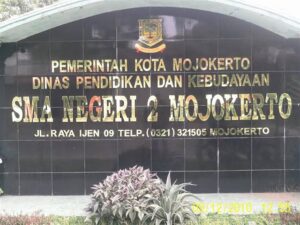 PEMERINTAH KOTA MOJOKERTO
DINAS PENDIDIKAN DAN KEBUDAYAAN
SMA NEGERI 2 MOJOKERTO
JL. RAYA IJEN 09 TELP. (0321) 321505 MOJOKERTO